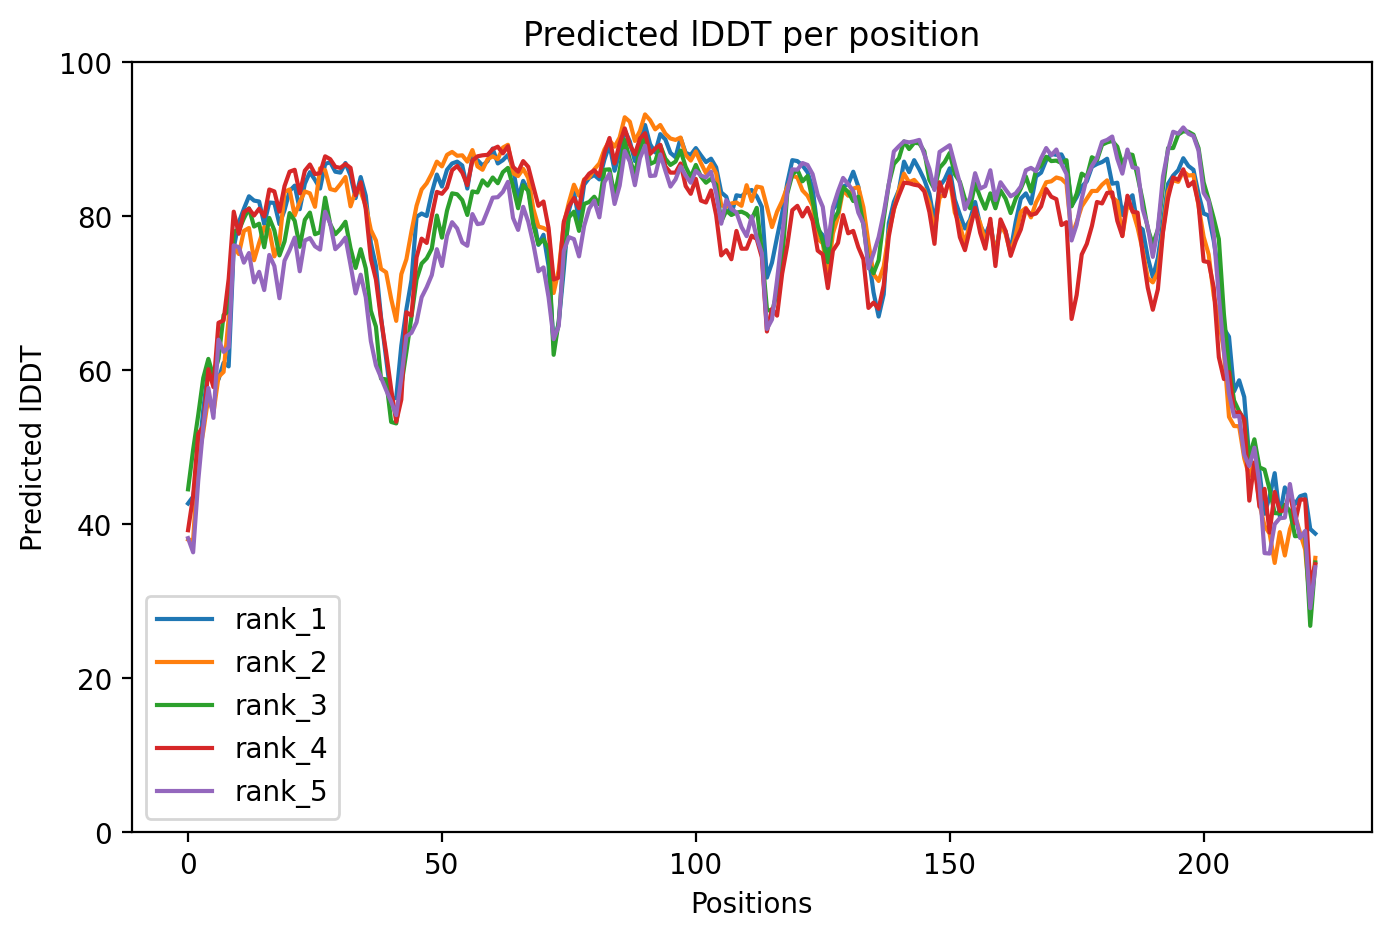 Predicted lDDT per position
100
80
60
40
20
0
Predicted lDDT
rank_1
rank_2
rank_3
rank_4
rank_5
0 50 100 150 200
Positions